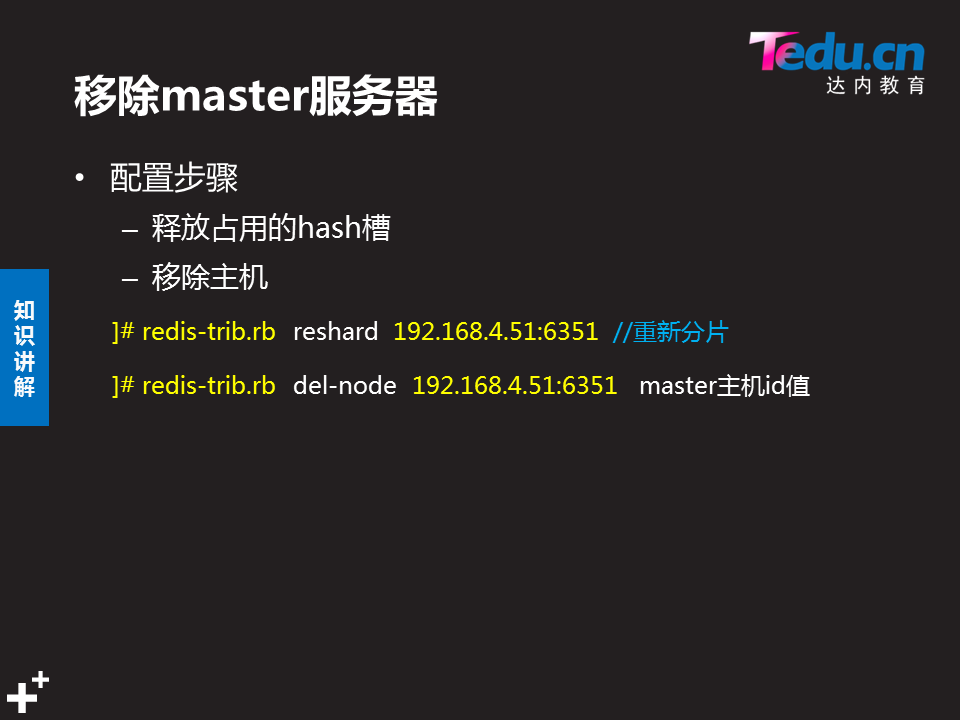 Tedu.cn
达内教育
移除master服务器
• 配置步骤
– 释放占用的hash槽
– 移除主机
]# redis-trib.rb reshard 192.168.4.51:6351 //重新分片
]# redis-trib.rb del-node 192.168.4.51:6351 master主机id值
知
识
讲
解